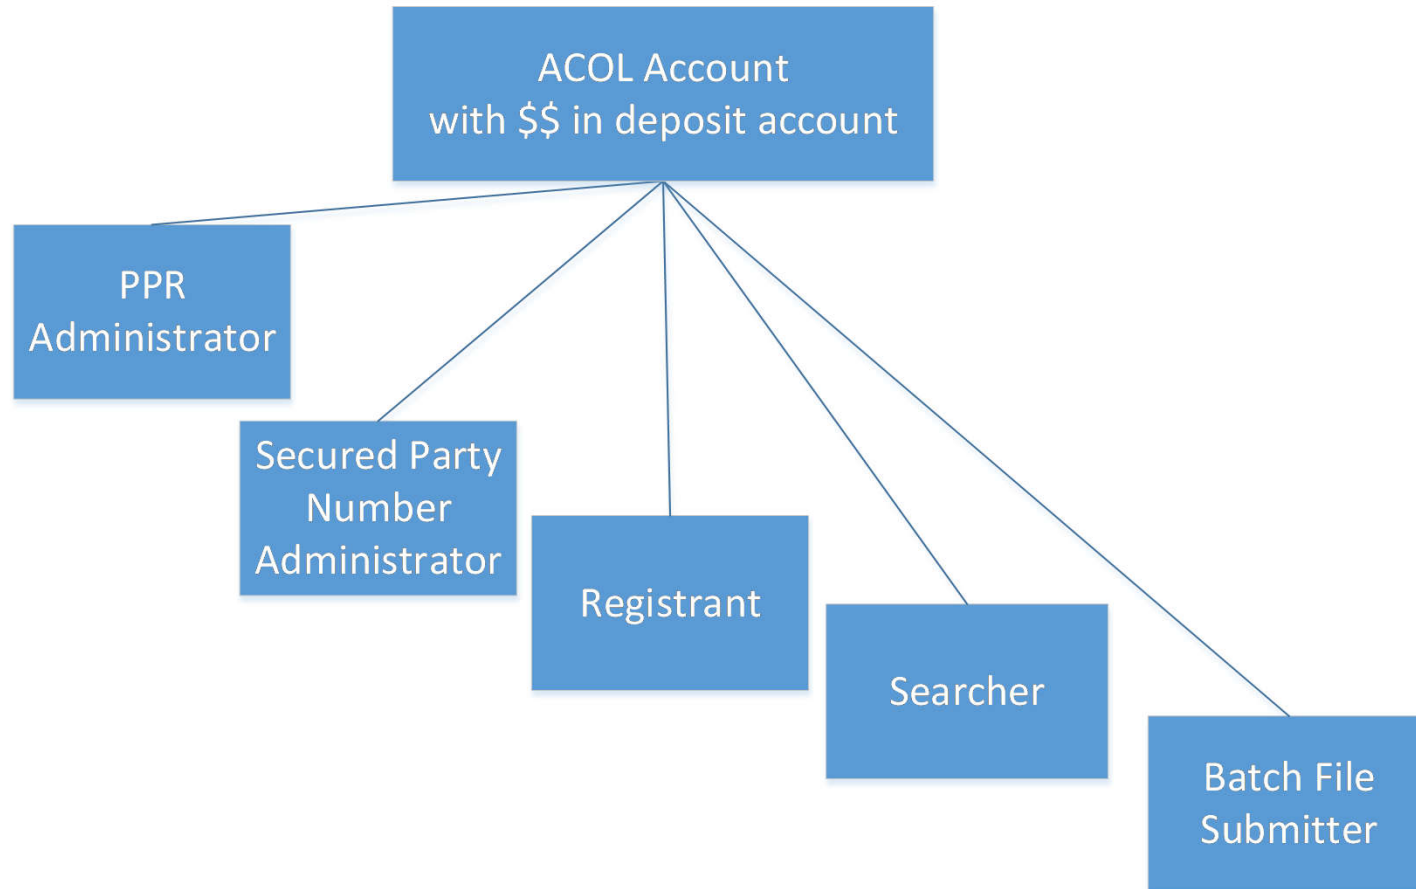 ACOL Account
with $$ in deposit account
PPR
Administrator
Secured Party
Number
Administrator
Registrant
Searcher
Batch File
Submitter